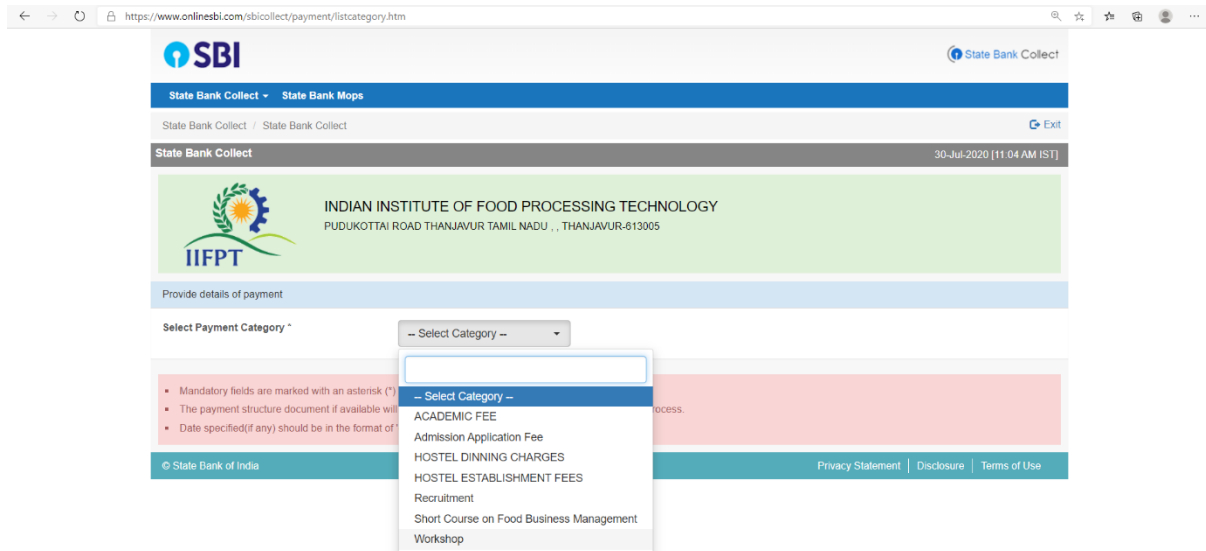 https://www.onlinesbi.com/sbicollect/payment/listcategory.htm
SBI
State Bank Collect
State Bank Collect State Bank Mops
State Bank Collect / State Bank Collect Exit
State Bank Collect 30-Jul-2020 [11:04 AM IST]
INDIAN INSTITUTE OF FOOD PROCESSING TECHNOLOGY
PUDUKOTTAI ROAD THANJAVUR TAMIL NADU , , THANJAVUR-613005
IIFPT
Provide details of payment
Select Payment Category *
-- Select Category --
Mandatory fields are marked with an asterisk (*)
-- Select Category --
The payment structure document if available will
ocess.
ACADEMIC FEE
Date specified(if any) should be in the format of '
Admission Application Fee
HOSTEL DINNING CHARGES
© State Bank of India Privacy Statement | Disclosure | Terms of Use
HOSTEL ESTABLISHMENT FEES
Recruitment
Short Course on Food Business Management
Workshop